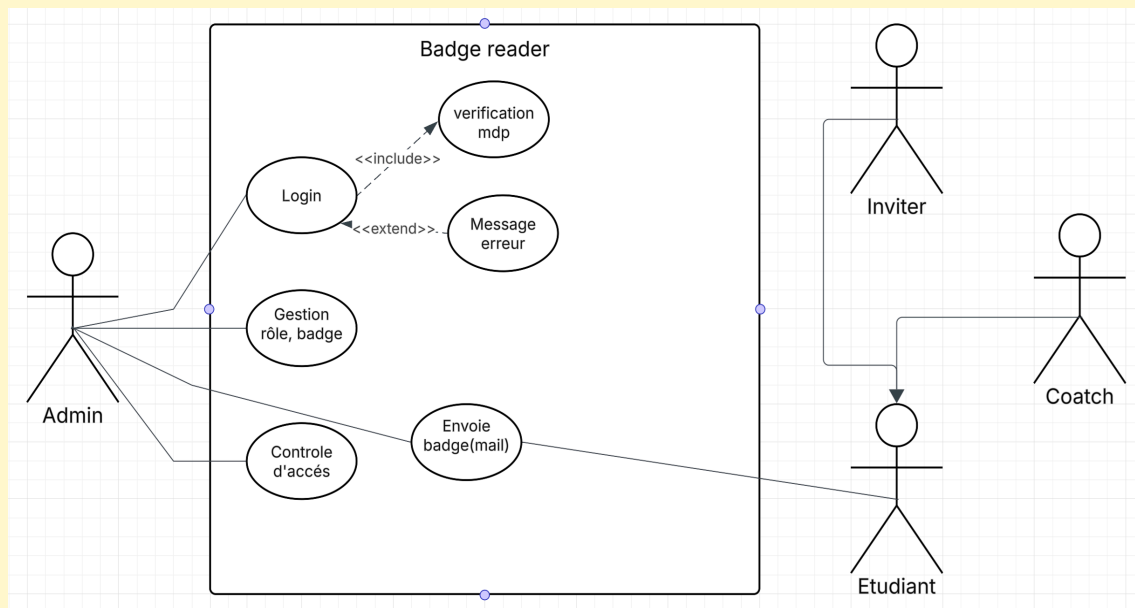 Badge reader
verification
mdp
<<include>>
Login
<<extend>>
Message
erreur
Gestion
rôle, badge
Envoie
badge(mail)
Controle
d'accés
Admin
Inviter
Coatch
Etudiant